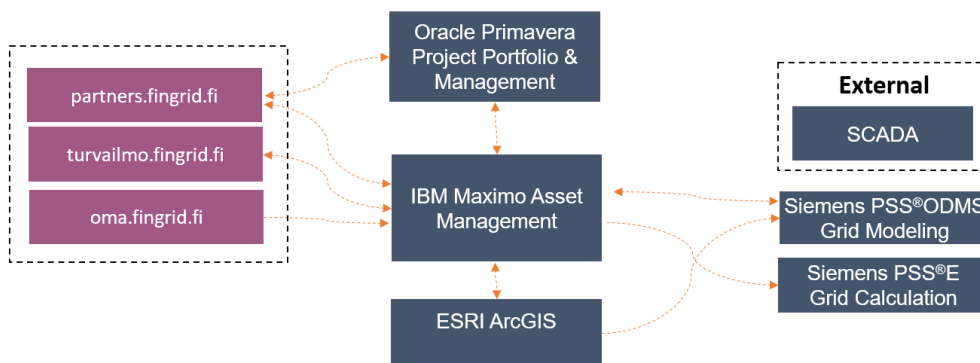 Oracle Primavera
Project Portfolio &
Management
partners.fingrid.fi
turvailmo.fingrid.fi
oma.fingrid.fi
IBM Maximo Asset
Management
ESRI ArcGIS
External
SCADA
Siemens PSS®ODMS
Grid Modeling
Siemens PSS®E
Grid Calculation